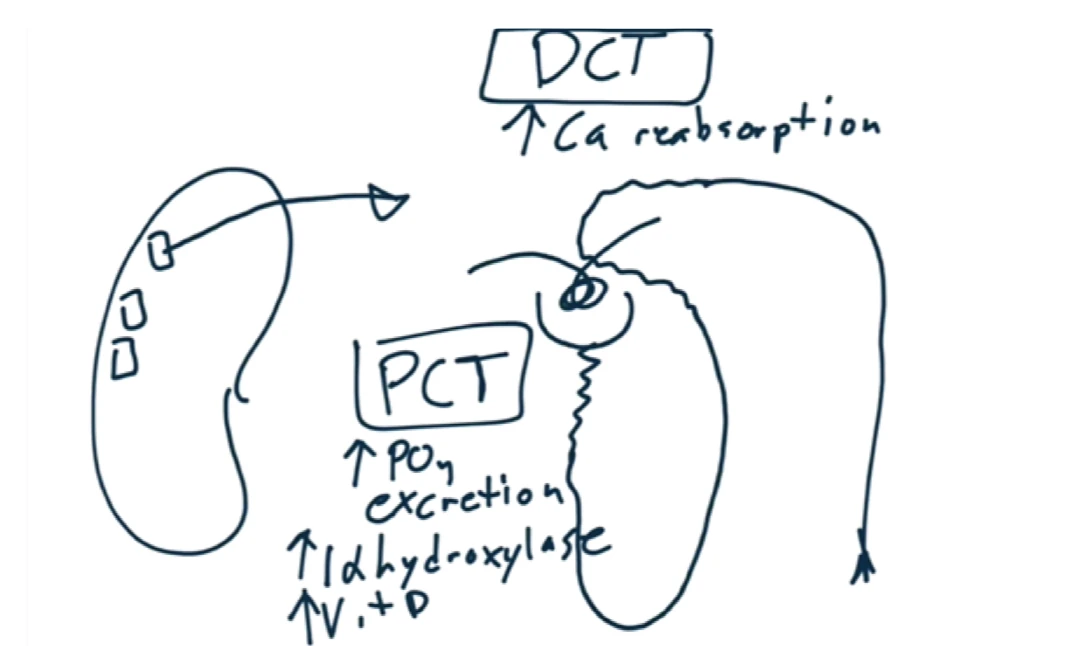 DCT
↑ Ca reabsorption
PCT
↑ PO4
excretion
↑ 1α hydroxylase
↑ Vit D